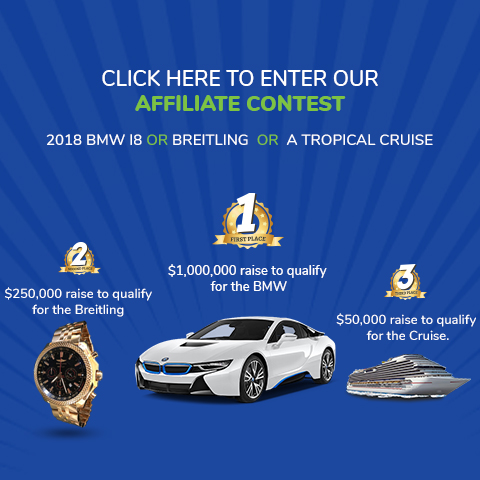 CLICK HERE TO ENTER OUR
AFFILIATE CONTEST
2018 BMW I8 OR BREITLING OR A TROPICAL CRUISE
1
FIRST PLACE
$1,000,000 raise to qualify
for the BMW
2
$250,000 raise to qualify
for the Breitling
3
THIRD PLACE
$50,000 raise to qualify
for the Cruise.